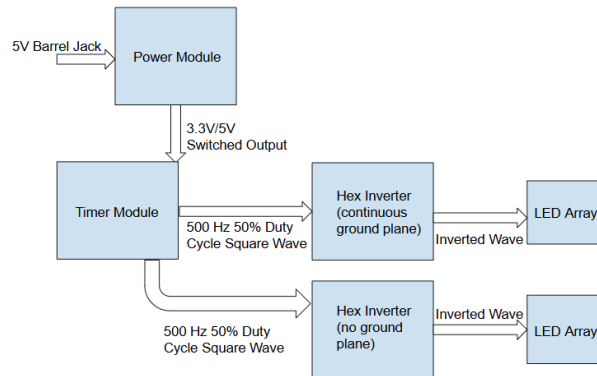 5V Barrel Jack
Power Module
3.3V/5V
Switched Output
Timer Module
500 Hz 50% Duty
Cycle Square Wave
Hex Inverter
(continuous
ground plane)
Inverted Wave
LED Array
500 Hz 50% Duty
Cycle Square Wave
Hex Inverter
(no ground
plane)
Inverted Wave
LED Array